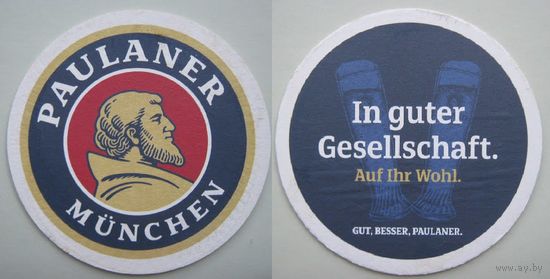 PAULANER
MÜNCHEN
In guter
Gesellschaft.
Auf Ihr Wohl.
GUT, BESSER, PAULANER.
www.ay.by